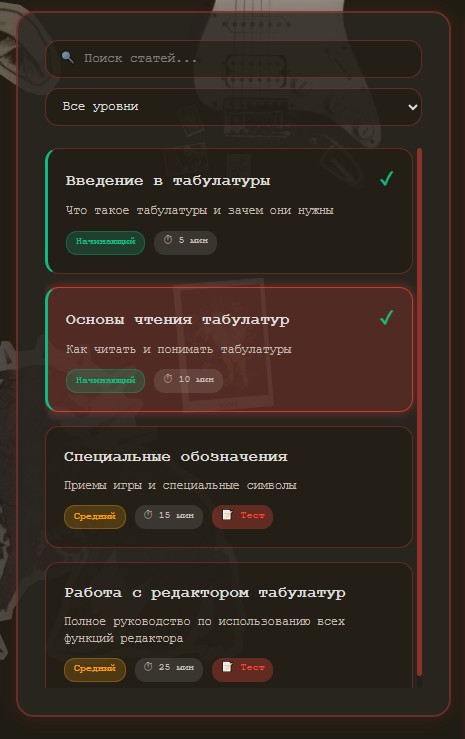 Поиск статей...
Все уровни
Введение в табулатуры
Что такое табулатуры и зачем они нужны
Начинающий 5 мин
Основы чтения табулатур
Как читать и понимать табулатуры
Начинающий 10 мин
Специальные обозначения
Приемы игры и специальные символы
Средний 15 мин Тест
Работа с редактором табулатур
Полное руководство по использованию всех
функций редактора
Средний 25 мин Тест